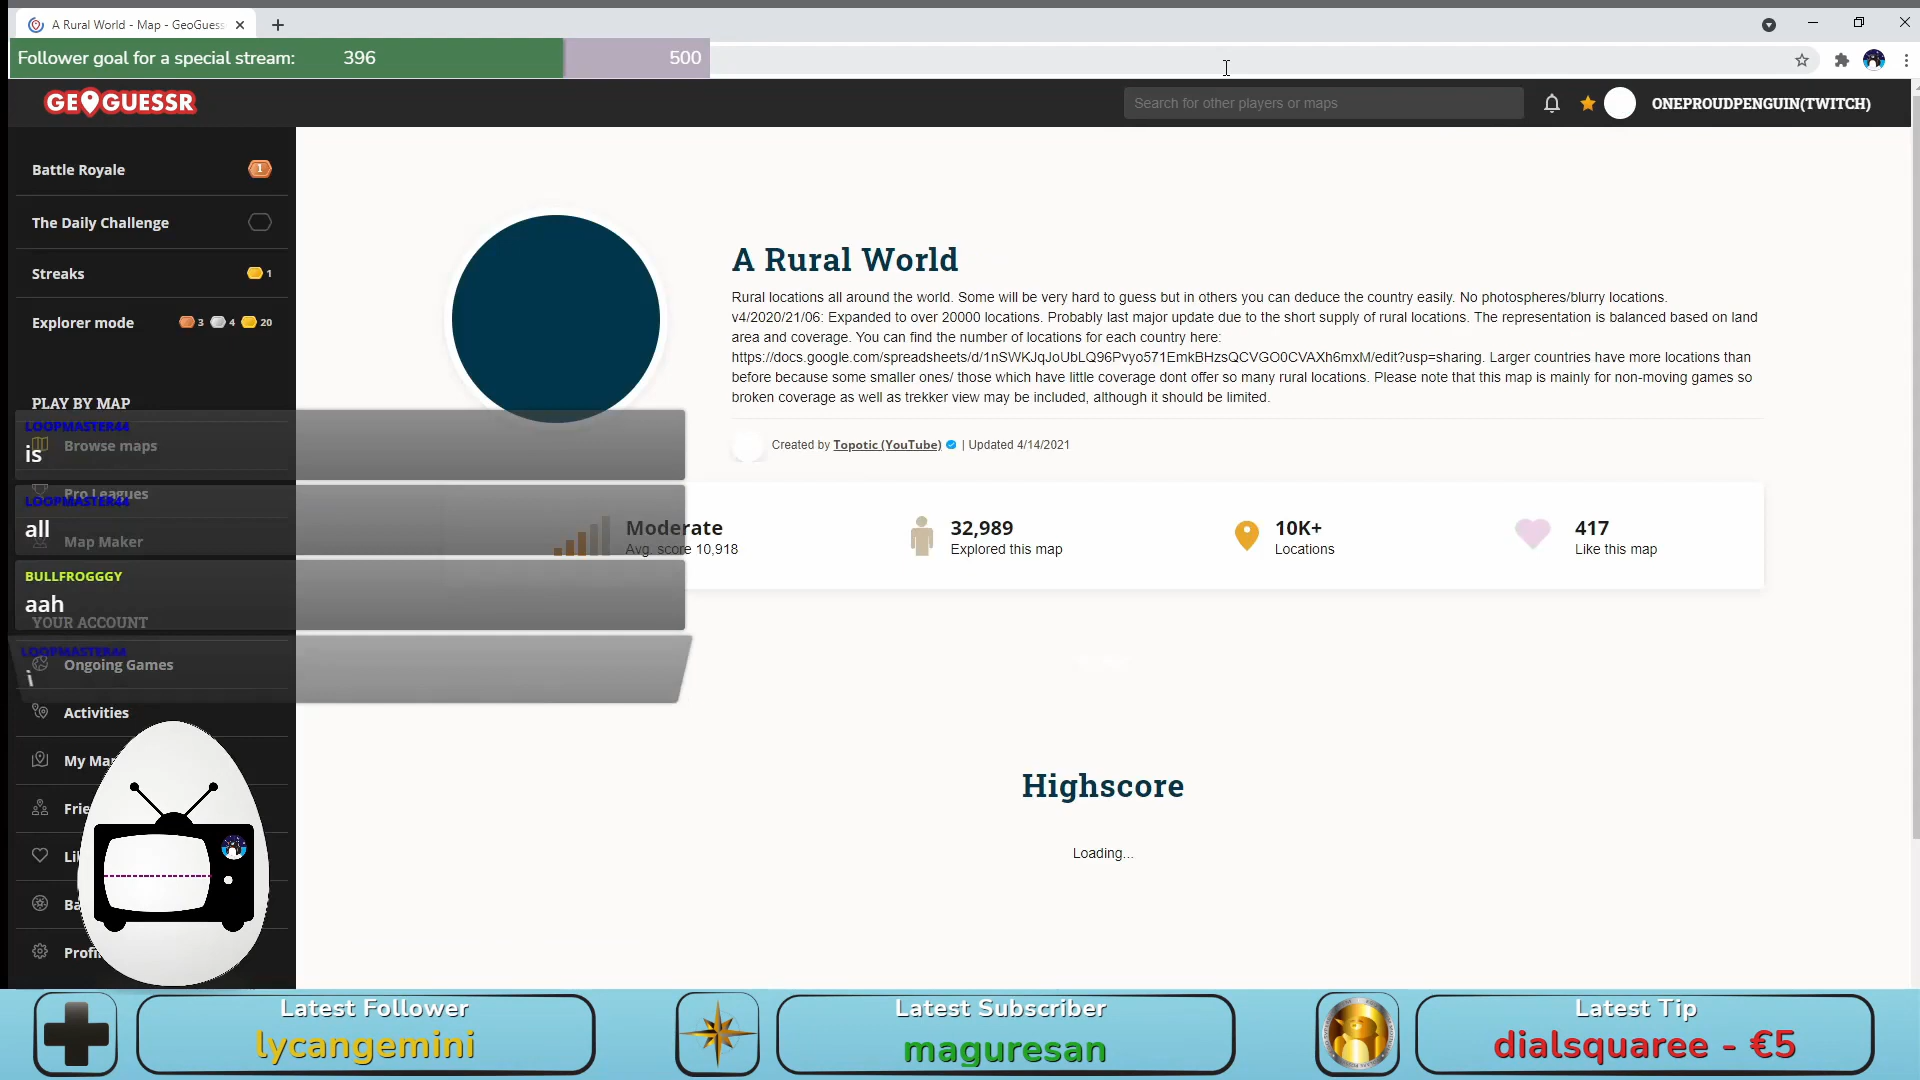 A Rural World - Map - GeoGuess
Follower goal for a special stream: 396 500
GEOGUESSR
Search for other players or maps
ONEPROUDPENGUIN(TWITCH)
Battle Royale 1
The Daily Challenge
Streaks 1
Explorer mode 3 4 20
PLAY BY MAP
LOOPMASTER44
Browse maps
is
Pro Leagues
LOOPMASTER44
all
Map Maker
BULLFROGGGY
aah
YOUR ACCOUNT
LOOPMASTER44
Ongoing Games
i
Activities
My Ma
Frie
Li
Ba
Profi
A Rural World
Rural locations all around the world. Some will be very hard to guess but in others you can deduce the country easily. No photospheres/blurry locations.
v4/2020/21/06: Expanded to over 20000 locations. Probably last major update due to the short supply of rural locations. The representation is balanced based on land
area and coverage. You can find the number of locations for each country here:
https://docs.google.com/spreadsheets/d/1nSWKJqJoUbLQ96Pvyo571EmkBHzsQCVGO0CVAXh6mxM/edit?usp=sharing. Larger countries have more locations than
before because some smaller ones/ those which have little coverage dont offer so many rural locations. Please note that this map is mainly for non-moving games so
broken coverage as well as trekker view may be included, although it should be limited.
Created by Topotic (YouTube) | Updated 4/14/2021
Moderate
Avg. score 10,918
32,989
Explored this map
10K+
Locations
417
Like this map
Highscore
Loading...
Latest Follower
lycangemini
Latest Subscriber
maguresan
Latest Tip
dialsquaree - €5